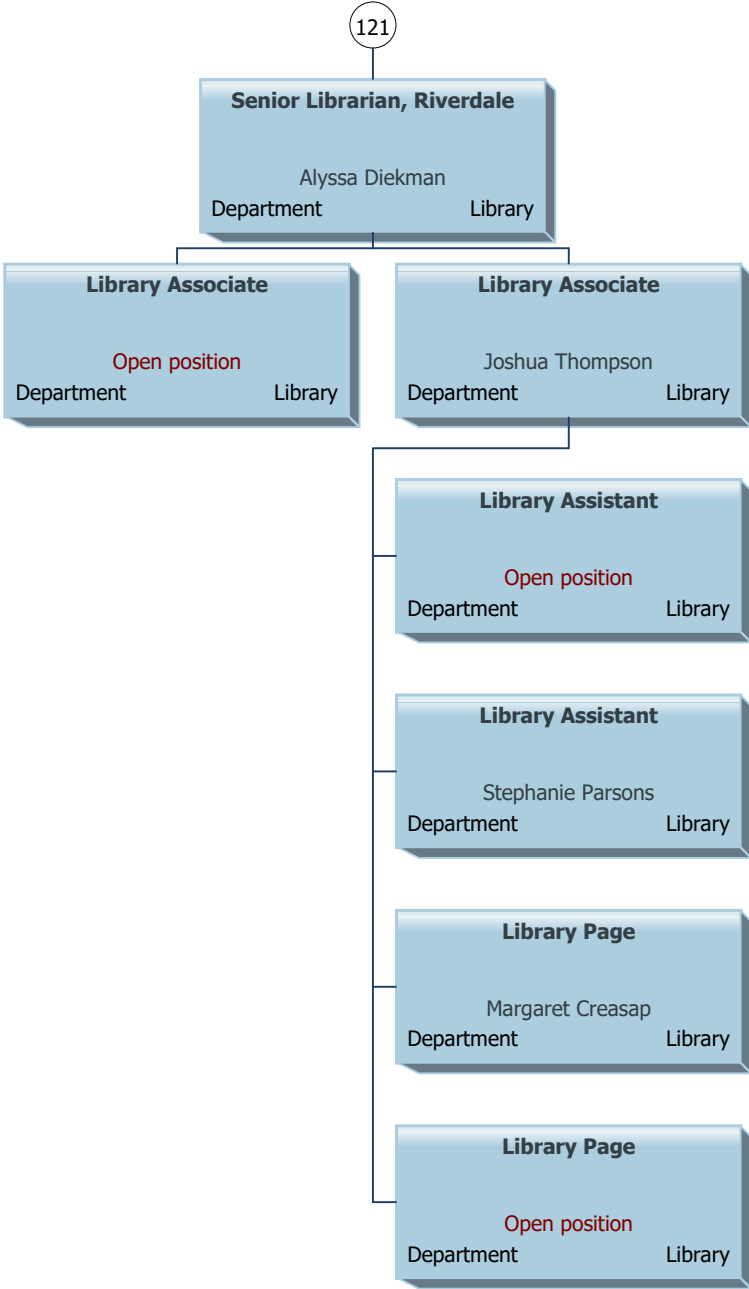 121
Senior Librarian, Riverdale
Alyssa Diekman
Department Library
Library Associate
Open position
Department Library
Library Associate
Joshua Thompson
Department Library
Library Assistant
Open position
Department Library
Library Assistant
Stephanie Parsons
Department Library
Library Page
Margaret Creasap
Department Library
Library Page
Open position
Department Library